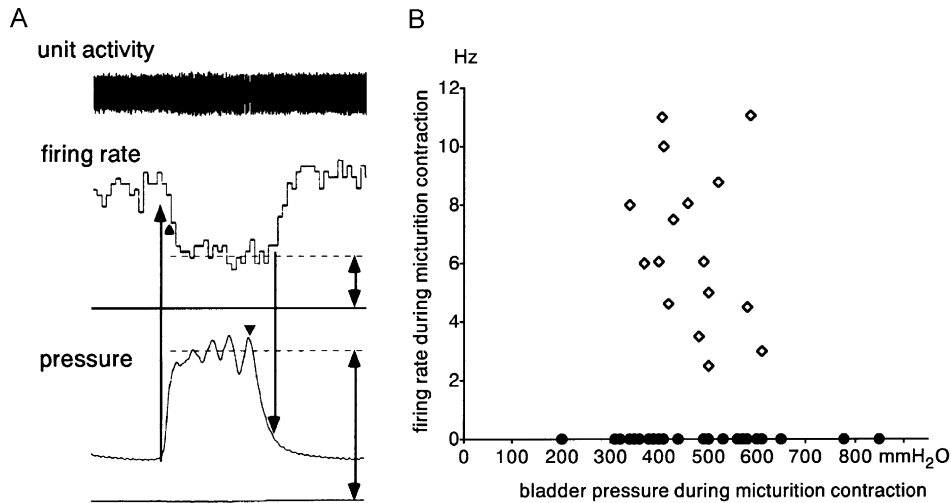 A
unit activity
firing rate
pressure
B
Hz
firing rate during micturition contraction
12
10
8
6
4
2
0
0 100 200 300 400 500 600 700 800 mmH₂O
bladder pressure during micturition contraction